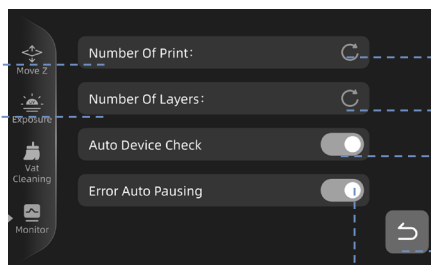 Move Z
Number Of Print:
Exposure
Number Of Layers:
Vat
Cleaning
Auto Device Check
Error Auto Pausing
Monitor